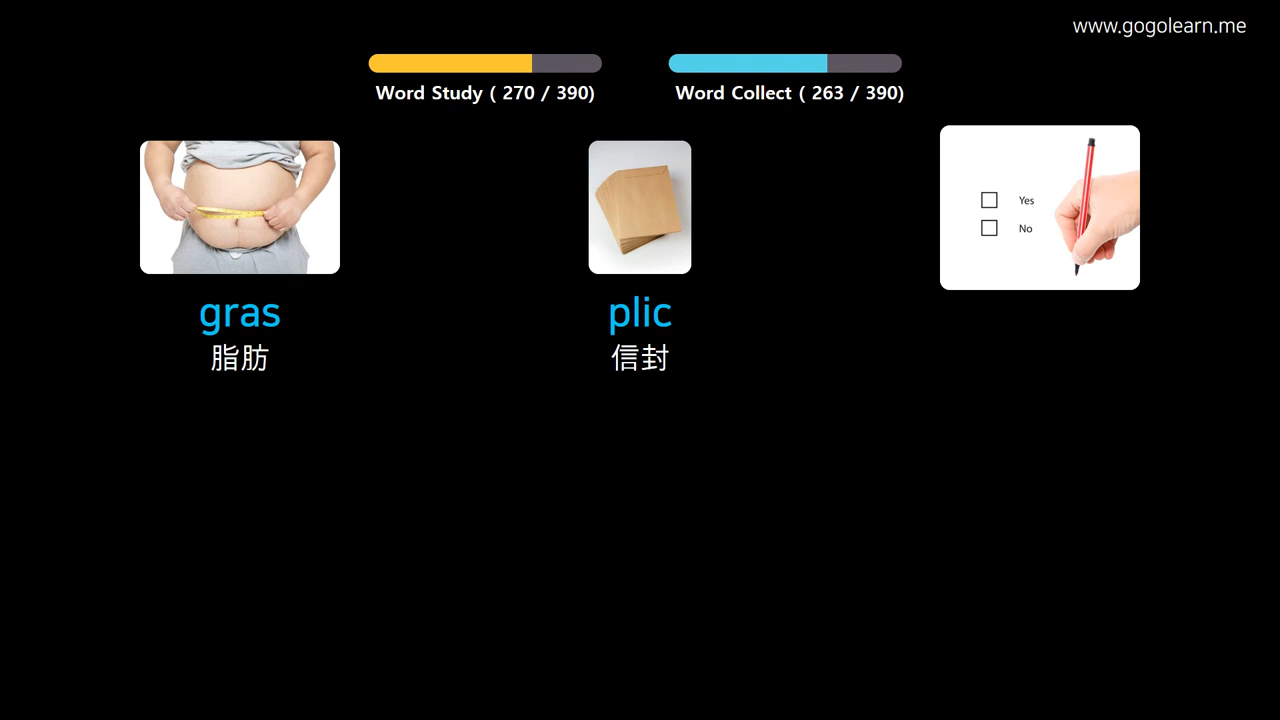 www.gogolearn.me
Word Study ( 270 / 390)
Word Collect ( 263 / 390)
Yes
No
gras
plic
脂肪
信封